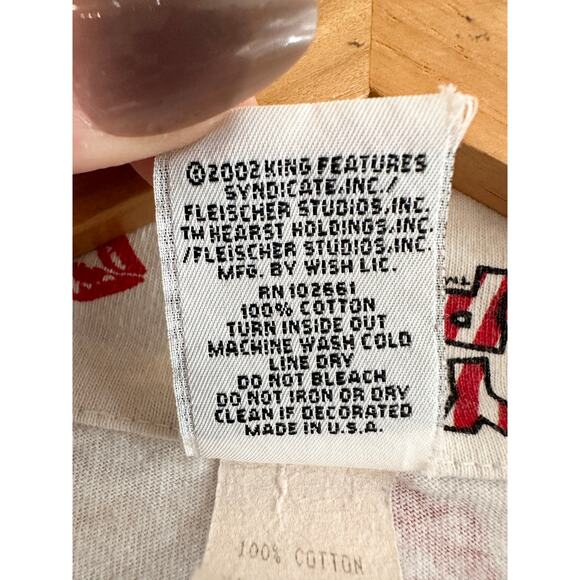 ©2002 KING FEATURES
SYNDICATE,INC./
FLEISCHER STUDIOS,INC.
TM HEARST HOLDINGS,INC.
/FLEISCHER STUDIOS,INC.
MFG. BY WISH LIC.
RN 102661
100% COTTON
TURN INSIDE OUT
MACHINE WASH COLD
LINE DRY
DO NOT BLEACH
DO NOT IRON OR DRY
CLEAN IF DECORATED
MADE IN U.S.A.
100% COTTON